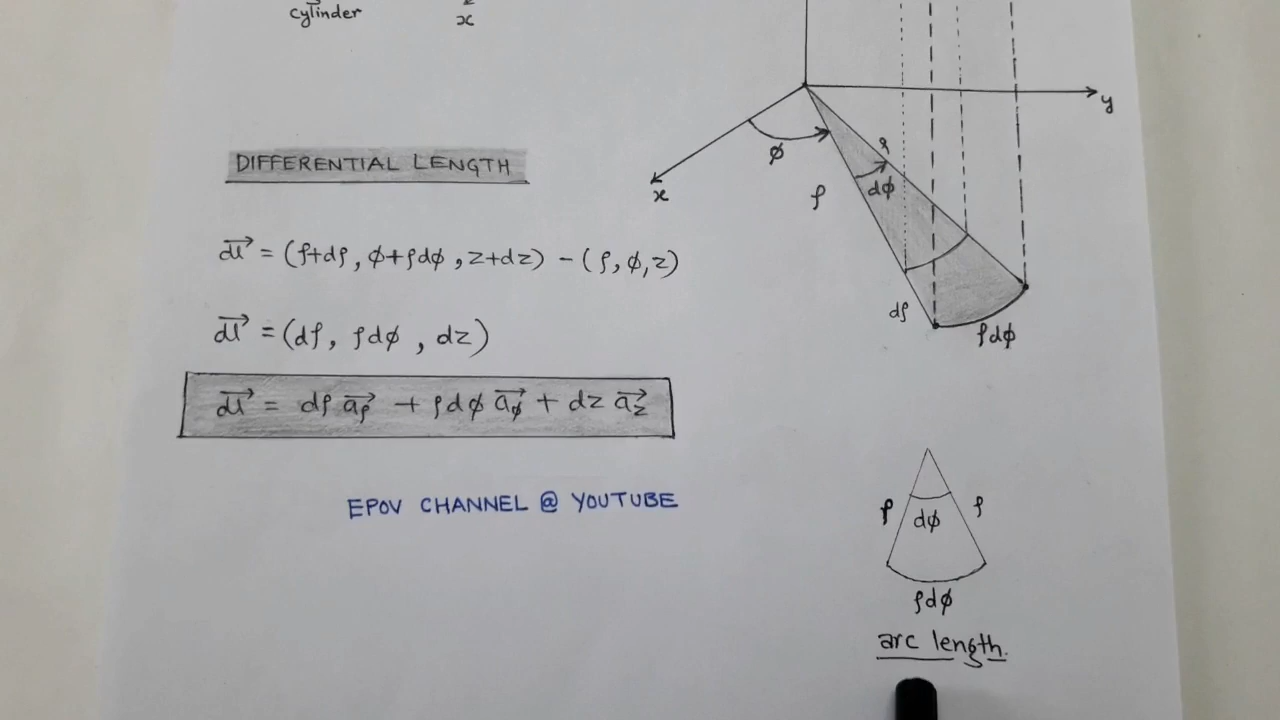 cylinder
x
y
x
ϕ
ρ
ρ
dϕ
dρ
ρdϕ
DIFFERENTIAL LENGTH
dl⃗ = (ρ+dρ, ϕ+ρdϕ, z+dz) - (ρ, ϕ, z)
dl⃗ = (dρ, ρdϕ, dz)
dl⃗ = dρ a⃗ρ + ρdϕ a⃗ϕ + dz a⃗z
EPOV CHANNEL @ YOUTUBE
ρ dϕ ρ
ρdϕ
arc length.